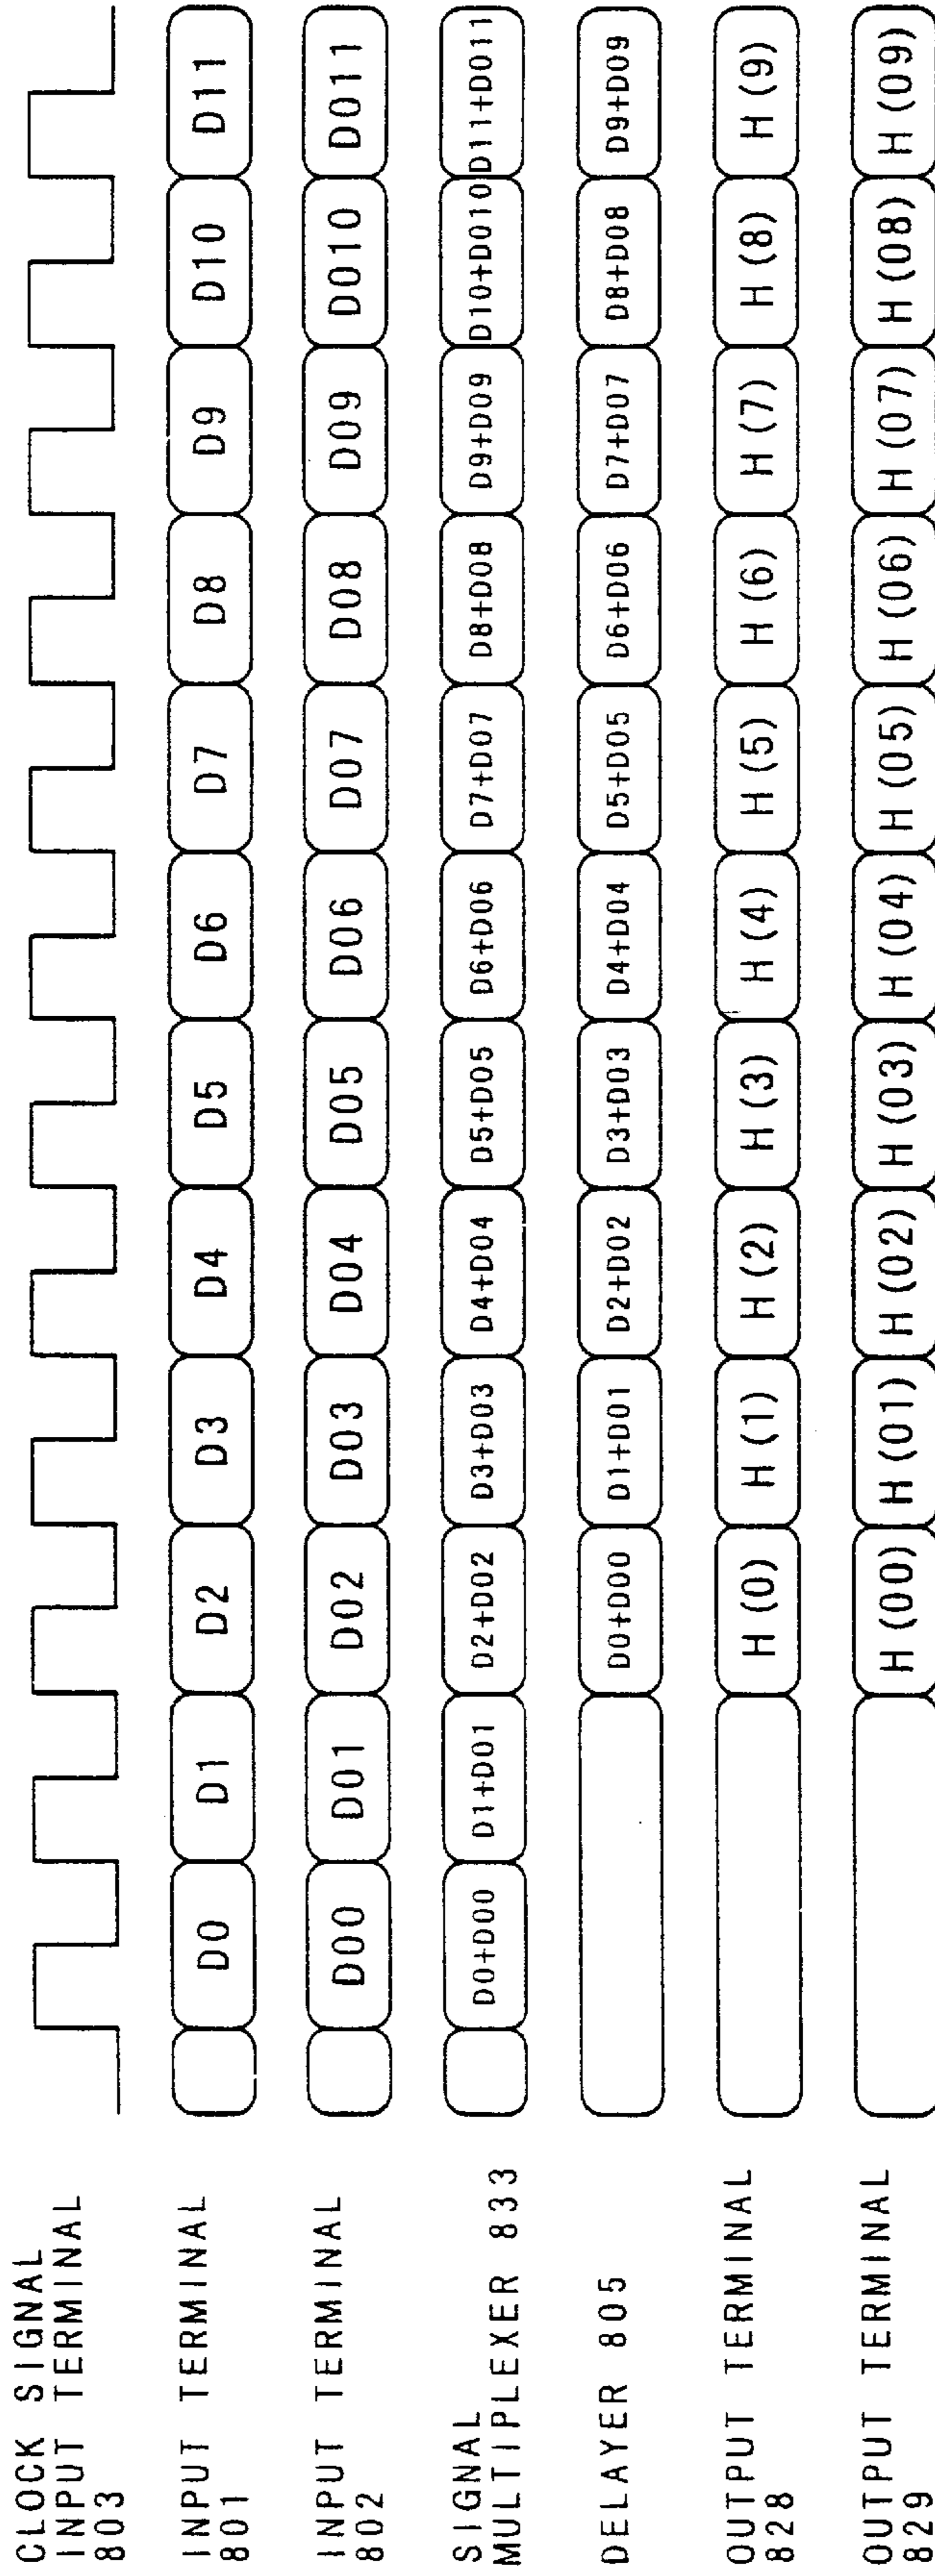 CLOCK SIGNAL
INPUT TERMINAL
803
INPUT TERMINAL
801
D0 D1 D2 D3 D4 D5 D6 D7 D8 D9 D10 D11
INPUT TERMINAL
802
D00 D01 D02 D03 D04 D05 D06 D07 D08 D09 D010 D011
SIGNAL
MULTIPLEXER 833
D0+D00 D1+D01 D2+D02 D3+D03 D4+D04 D5+D05 D6+D06 D7+D07 D8+D08 D9+D09 D10+D010 D11+D011
DELAYER 805
D0+D00 D1+D01 D2+D02 D3+D03 D4+D04 D5+D05 D6+D06 D7+D07 D8+D08 D9+D09
OUTPUT TERMINAL
828
H (0) H (1) H (2) H (3) H (4) H (5) H (6) H (7) H (8) H (9)
OUTPUT TERMINAL
829
H (00) H (01) H (02) H (03) H (04) H (05) H (06) H (07) H (08) H (09)